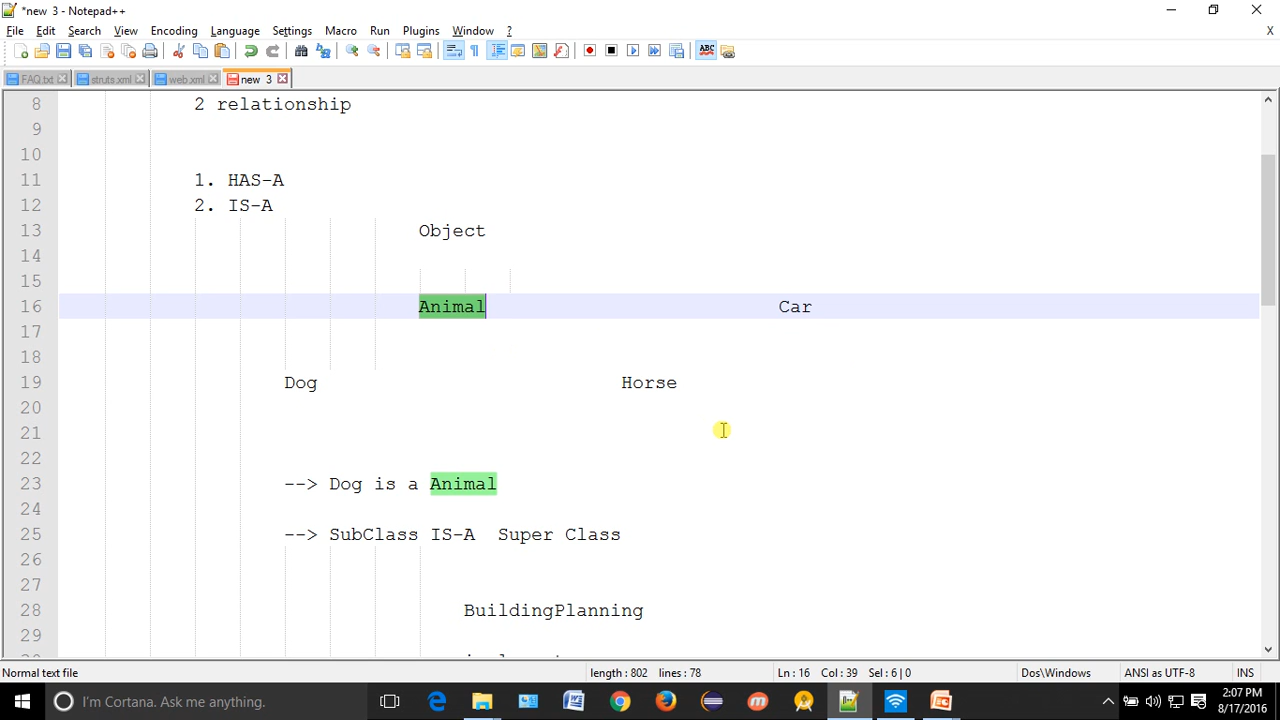 *new 3 - Notepad++
File Edit Search View Encoding Language Settings Macro Run Plugins Window ? X
FAQ.txt struts.xml web.xml new 3
8 2 relationship
9
10
11 1. HAS-A
12 2. IS-A
13 Object
14
15
16 Animal Car
17
18
19 Dog Horse
20
21
22
23 --> Dog is a Animal
24
25 --> SubClass IS-A Super Class
26
27
28 BuildingPlanning
29
Normal text file length : 802 lines : 78 Ln : 16 Col : 39 Sel : 6 | 0 Dos\Windows ANSI as UTF-8 INS
I'm Cortana. Ask me anything. 2:07 PM
8/17/2016